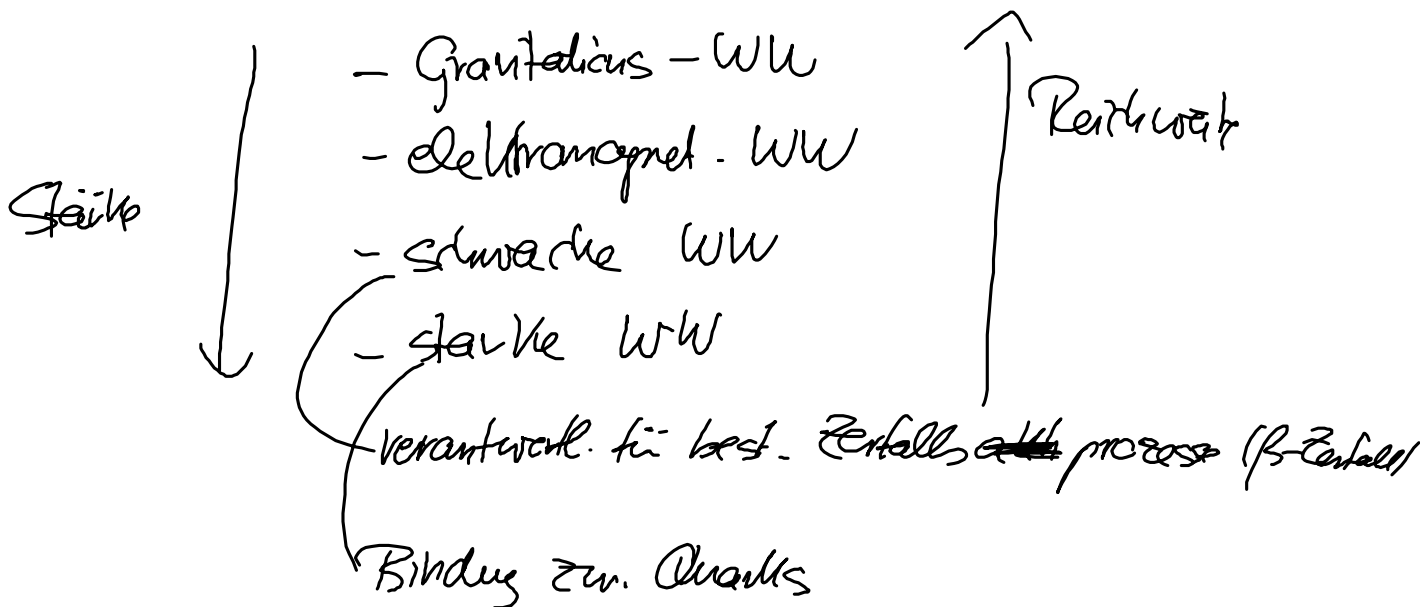 - Gravitations - WW
Reichweite
- elektromagnet. WW
Stärke
- schwache WW
- starke WW
verantwortl. für best. Zerfallsprozesse (β-Zerfall)
Bindung zw. Quarks